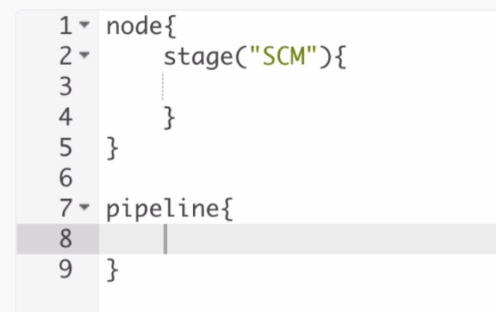 1 node{
2     stage("SCM"){
3
4     }
5 }
6
7 pipeline{
8
9 }